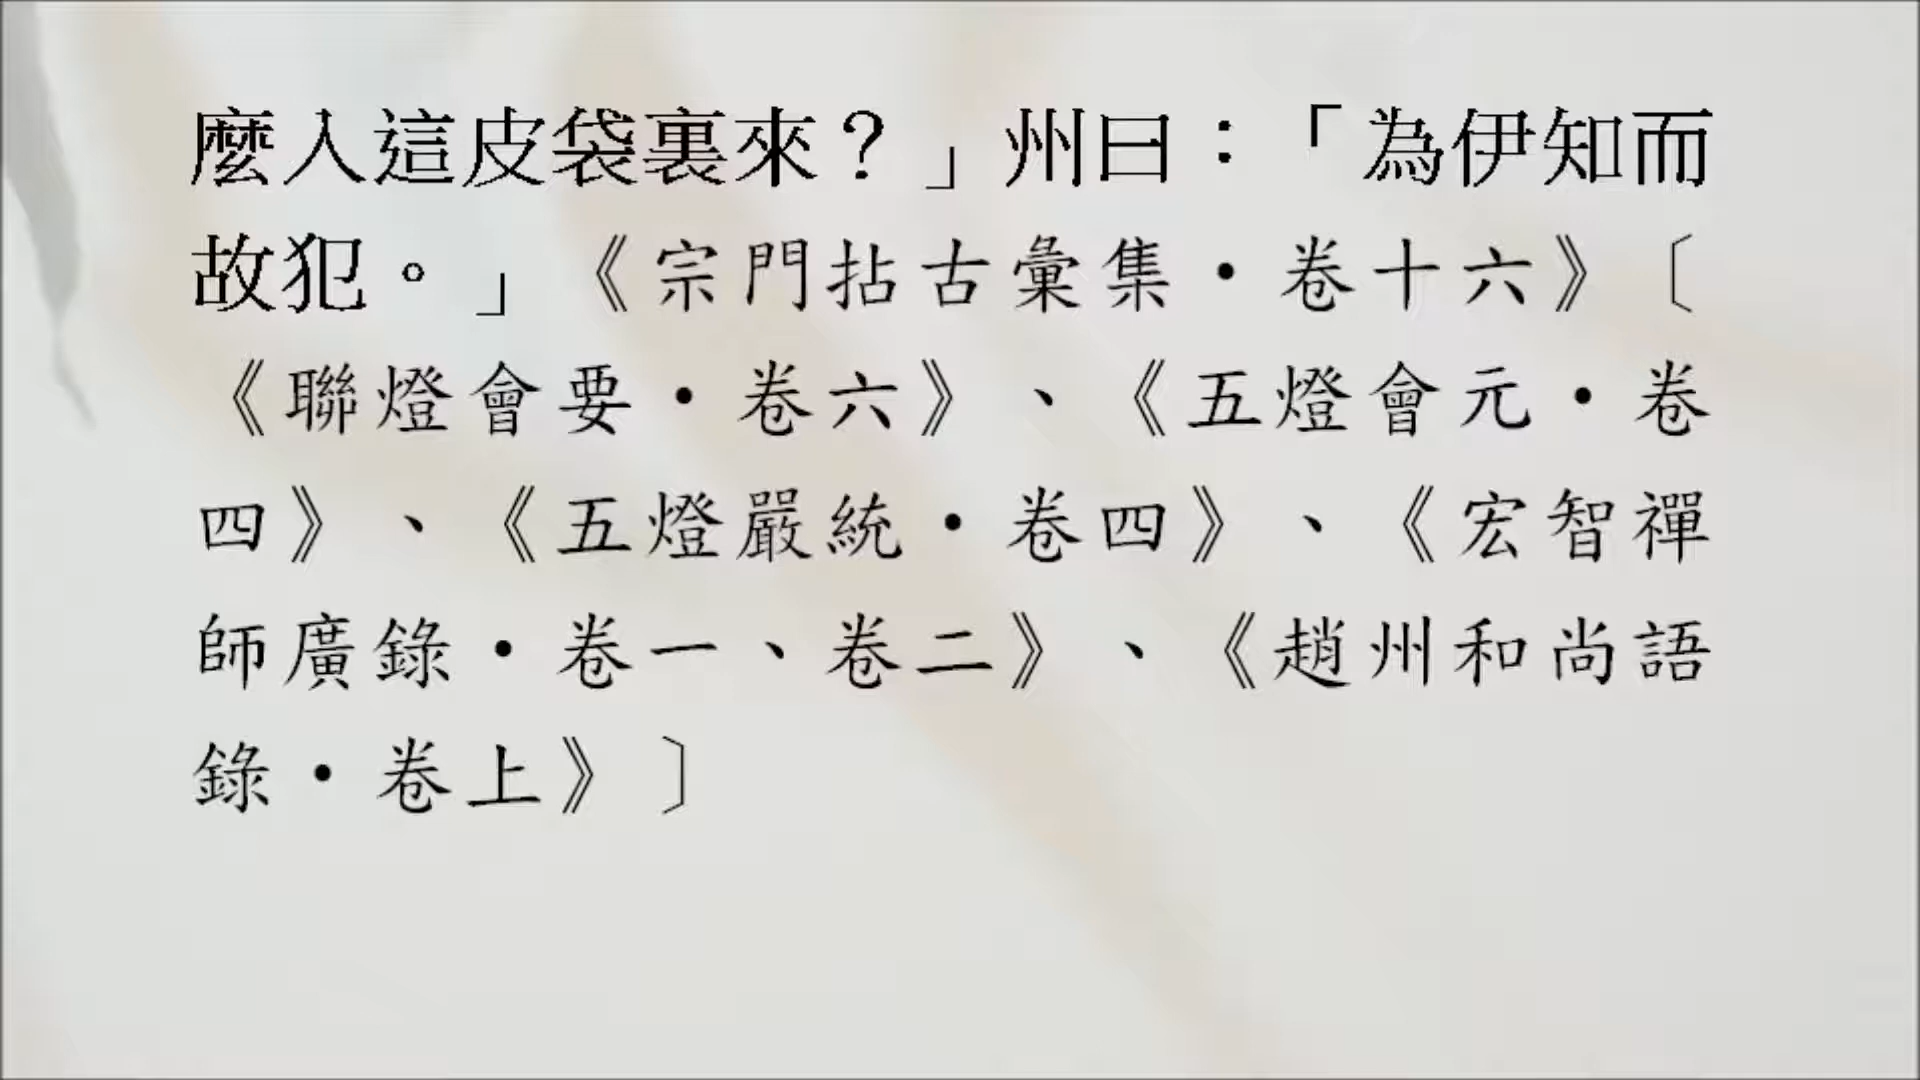 麼入這皮袋裏來？」州曰：「為伊知而
故犯。」《宗門拈古彙集·卷十六》〔
《聯燈會要·卷六》、《五燈會元·卷
四》、《五燈嚴統·卷四》、《宏智禪
師廣錄·卷一、卷二》、《趙州和尚語
錄·卷上》〕